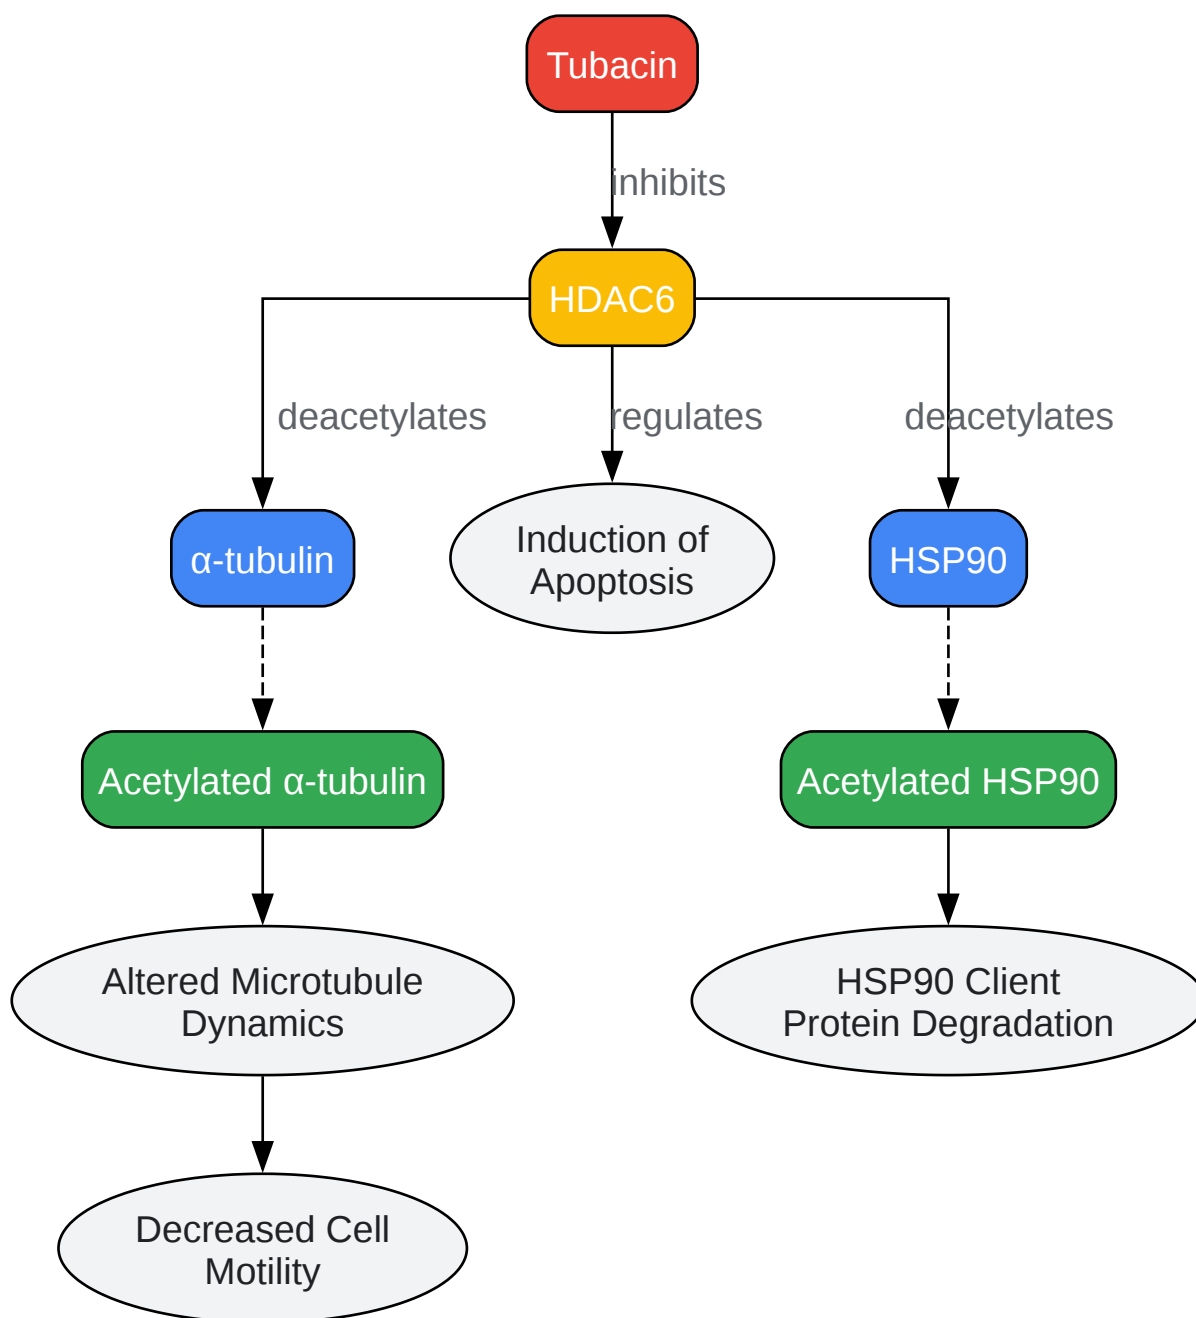 Tubacin
inhibits
HDAC6
deacetylates
regulates
deacetylates
α-tubulin
Induction of
Apoptosis
HSP90
Acetylated α-tubulin
Acetylated HSP90
Altered Microtubule
Dynamics
HSP90 Client
Protein Degradation
Decreased Cell
Motility